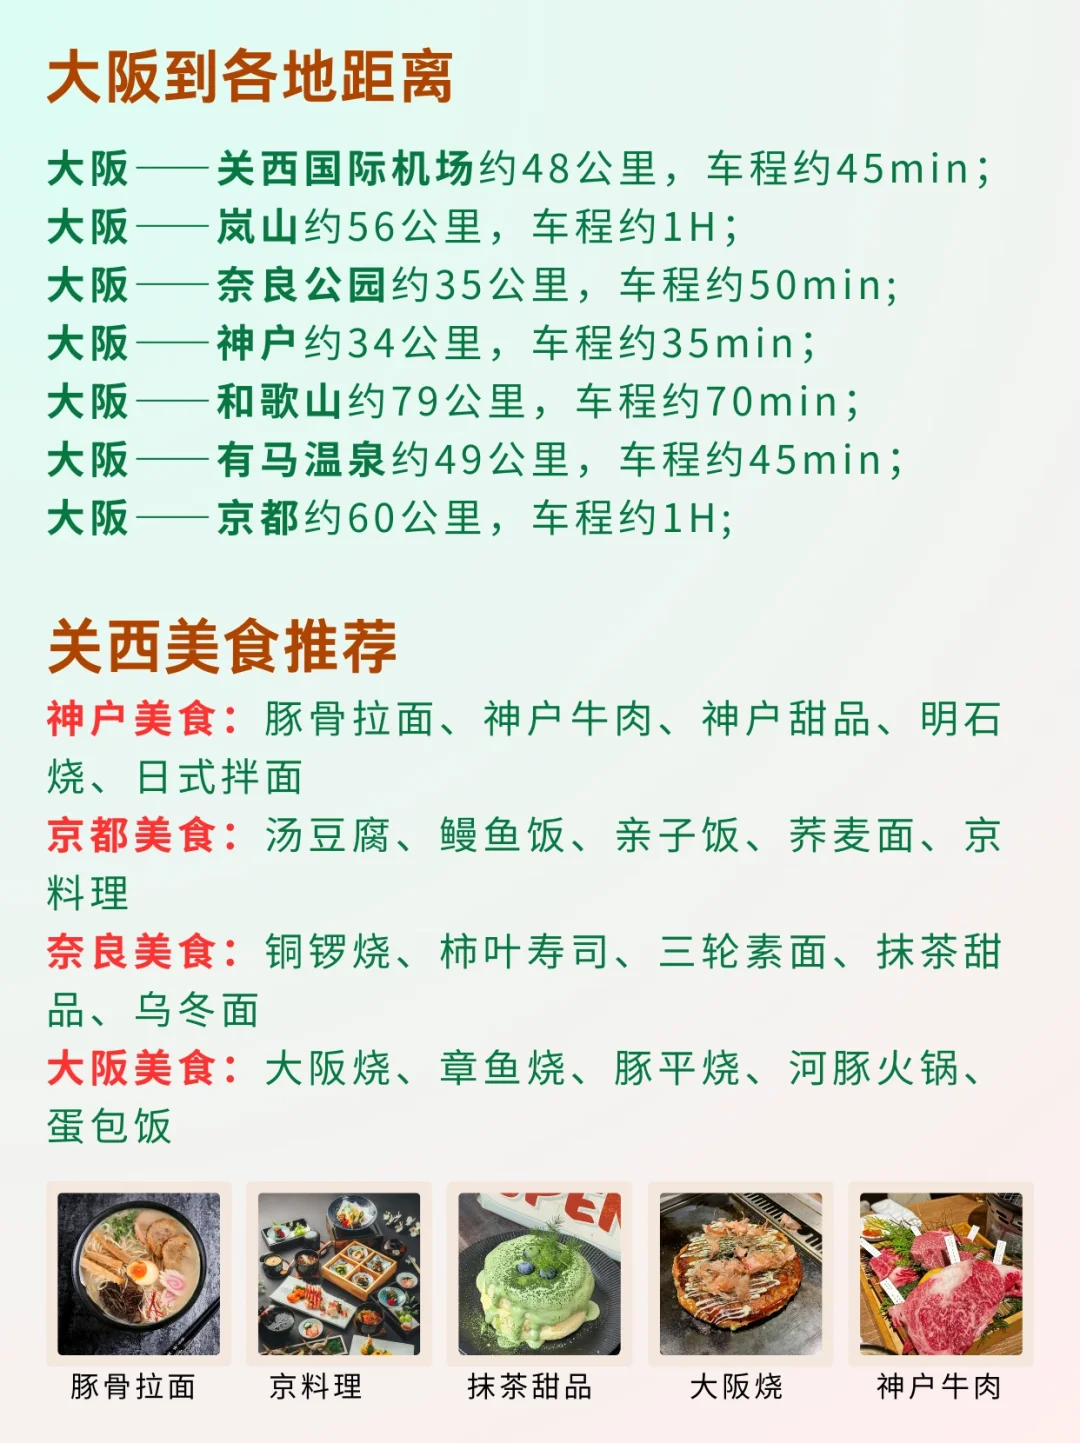 大阪到各地距离
大阪——关西国际机场约48公里，车程约45min；
大阪——岚山约56公里，车程约1H；
大阪——奈良公园约35公里，车程约50min;
大阪——神户约34公里，车程约35min；
大阪——和歌山约79公里，车程约70min；
大阪——有马温泉约49公里，车程约45min；
大阪——京都约60公里，车程约1H;
关西美食推荐
神户美食：豚骨拉面、神户牛肉、神户甜品、明石
烧、日式拌面
京都美食：汤豆腐、鳗鱼饭、亲子饭、荞麦面、京
料理
奈良美食：铜锣烧、柿叶寿司、三轮素面、抹茶甜
品、乌冬面
大阪美食：大阪烧、章鱼烧、豚平烧、河豚火锅、
蛋包饭
OPEN
豚骨拉面
京料理
抹茶甜品
大阪烧
神户牛肉